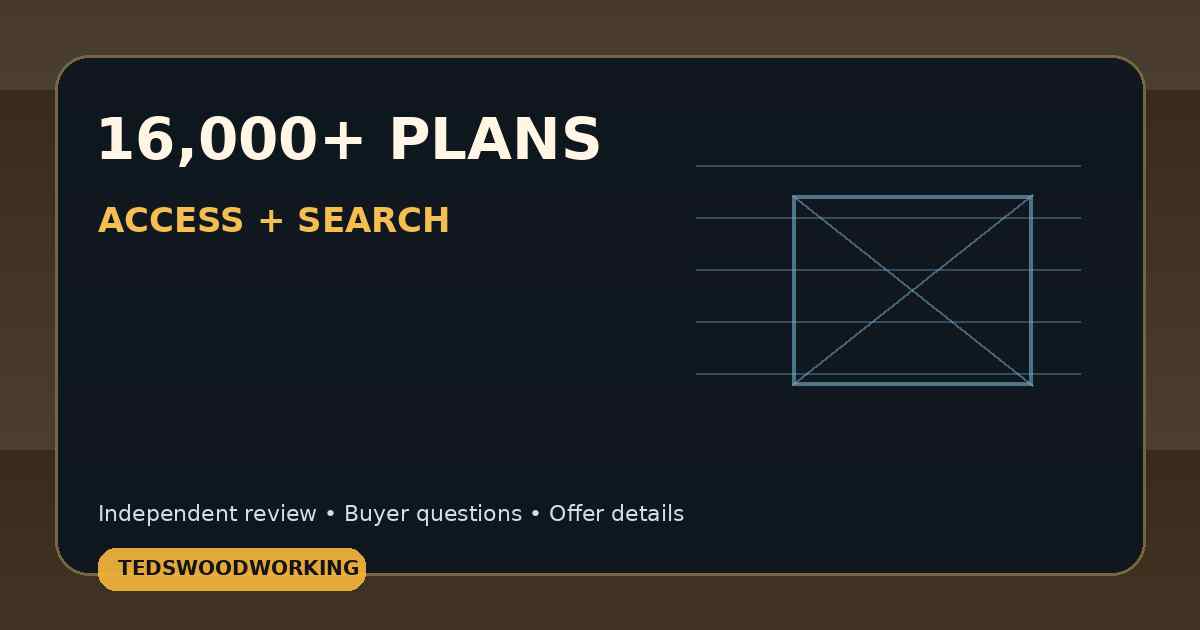 16,000+ PLANS
ACCESS + SEARCH
Independent review • Buyer questions • Offer details
TEDSWOODWORKING